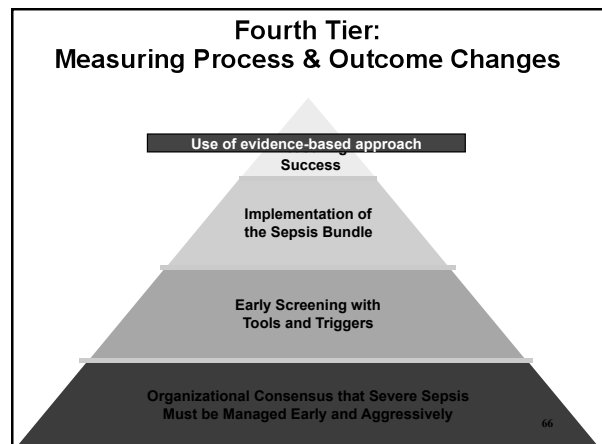 Fourth Tier:
Measuring Process & Outcome Changes
Use of evidence-based approach
Success
Implementation of
the Sepsis Bundle
Early Screening with
Tools and Triggers
Organizational Consensus that Severe Sepsis
Must be Managed Early and Aggressively
66